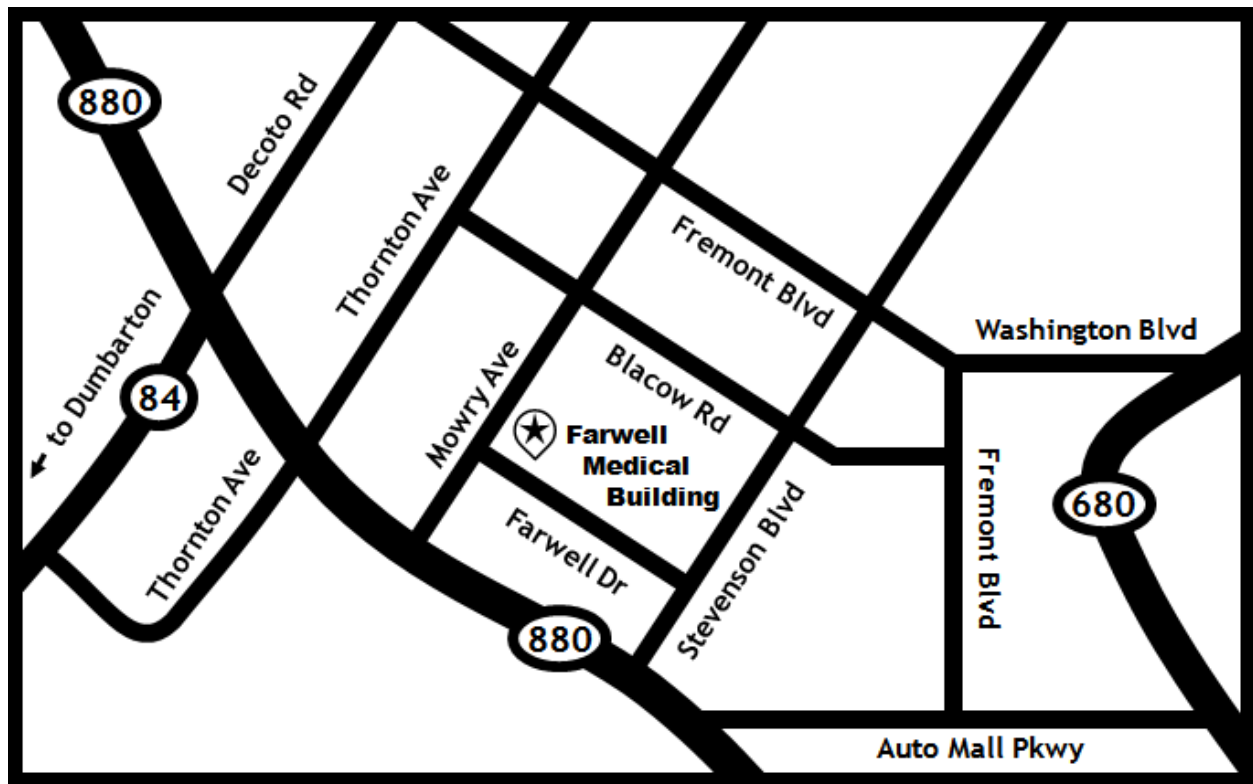 880
Decoto Rd
Thornton Ave
Fremont Blvd
to Dumbarton
84
Washington Blvd
Mowry Ave
Blacow Rd
Farwell
Medical
Building
Thornton Ave
Farwell Dr
Stevenson Blvd
Fremont Blvd
680
880
Auto Mall Pkwy